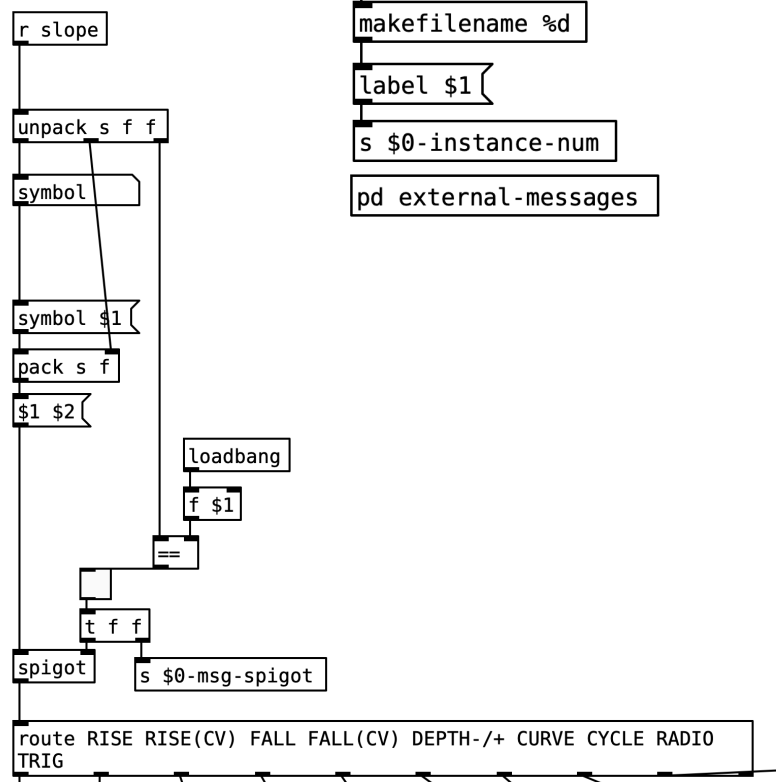 r slope
unpack s f f
symbol
symbol $1
pack s f
$1 $2
loadbang
f $1
==
t f f
spigot
s $0-msg-spigot
route RISE RISE(CV) FALL FALL(CV) DEPTH-/+ CURVE CYCLE RADIO
TRIG
makefilename %d
label $1
s $0-instance-num
pd external-messages